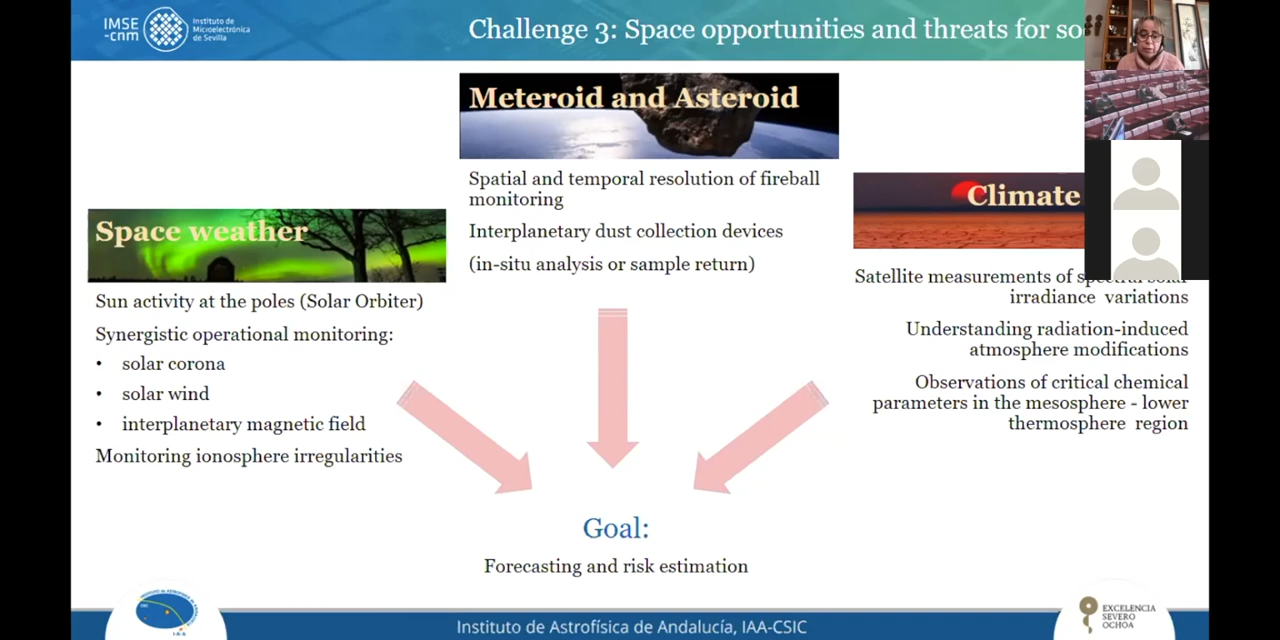 IMSE
-cnm
Instituto de
Microelectrónica
de Sevilla
Challenge 3: Space opportunities and threats for so
Meteroid and Asteroid
Spatial and temporal resolution of fireball
monitoring
Interplanetary dust collection devices
(in-situ analysis or sample return)
Space weather
Sun activity at the poles (Solar Orbiter)
Synergistic operational monitoring:
• solar corona
• solar wind
• interplanetary magnetic field
Monitoring ionosphere irregularities
Climate
Satellite measurements of spectral solar
irradiance variations
Understanding radiation-induced
atmosphere modifications
Observations of critical chemical
parameters in the mesosphere - lower
thermosphere region
Goal:
Forecasting and risk estimation
Instituto de Astrofísica de Andalucía, IAA-CSIC
EXCELENCIA
SEVERO
OCHOA